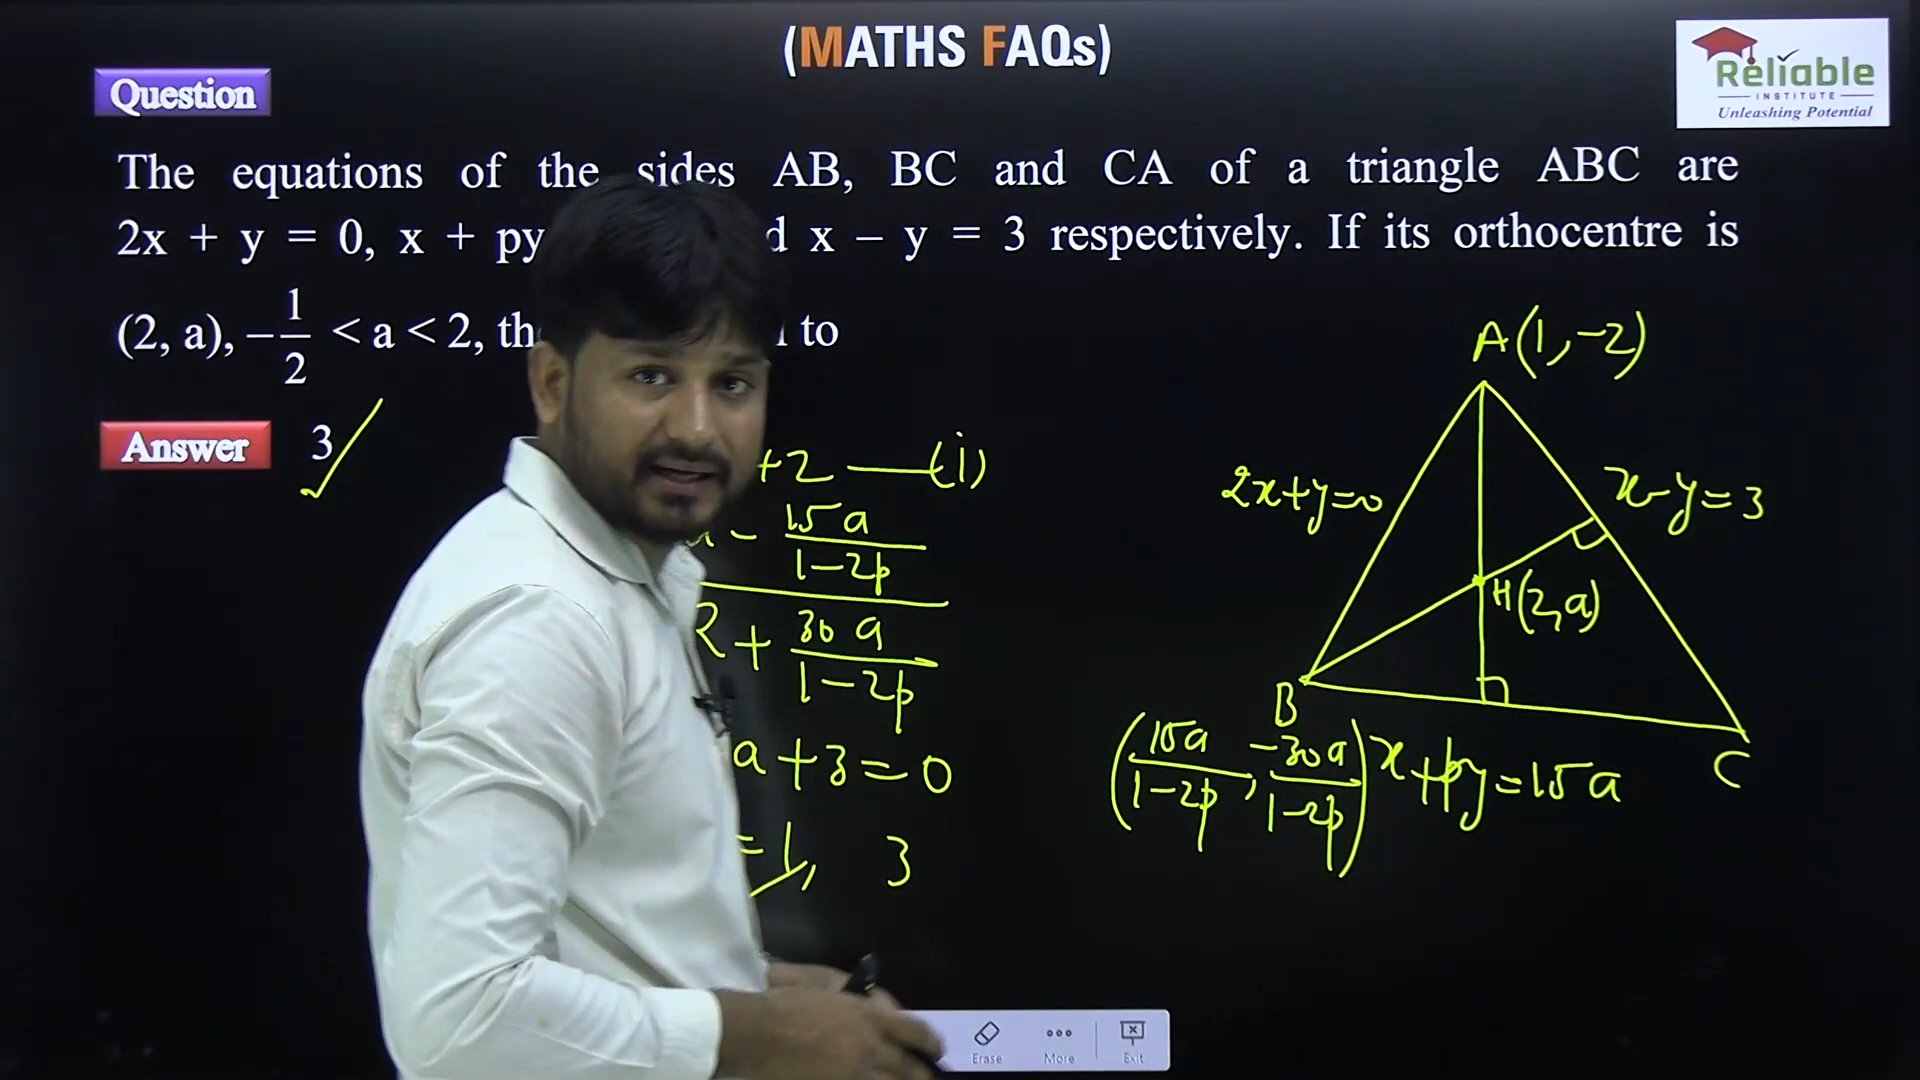 (MATHS FAQs)
Reliable
INSTITUTE
Unleashing Potential
Question
The equations of the sides AB, BC and CA of a triangle ABC are
2x + y = 0, x + py d x – y = 3 respectively. If its orthocentre is
(2, a), –1/2 < a < 2, th to
Answer 3
+2 —(i)
– 15a/(1–2p)
2 + 30a/(1–2p)
a+3=0
=1, 3
A(1,-2)
2x+y=0
x-y=3
H(2,a)
B
C
(15a/(1-2p), -30a/(1-2p))
x+py=15a
Erase More Exit